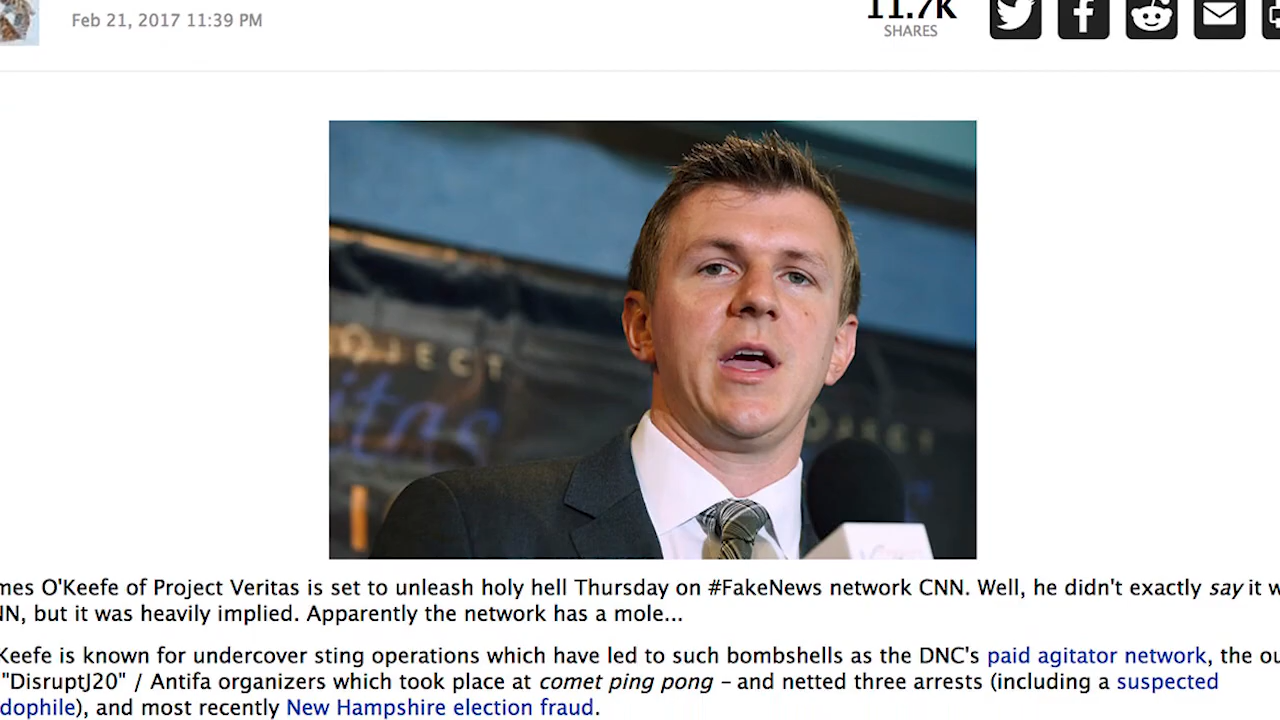 Feb 21, 2017 11:39 PM
11.7K
SHARES
OJECT
itas
OJECT
mes O'Keefe of Project Veritas is set to unleash holy hell Thursday on #FakeNews network CNN. Well, he didn't exactly say it w
NN, but it was heavily implied. Apparently the network has a mole...
Keefe is known for undercover sting operations which have led to such bombshells as the DNC's paid agitator network, the ou
"DisruptJ20" / Antifa organizers which took place at comet ping pong – and netted three arrests (including a suspected
dophile), and most recently New Hampshire election fraud.